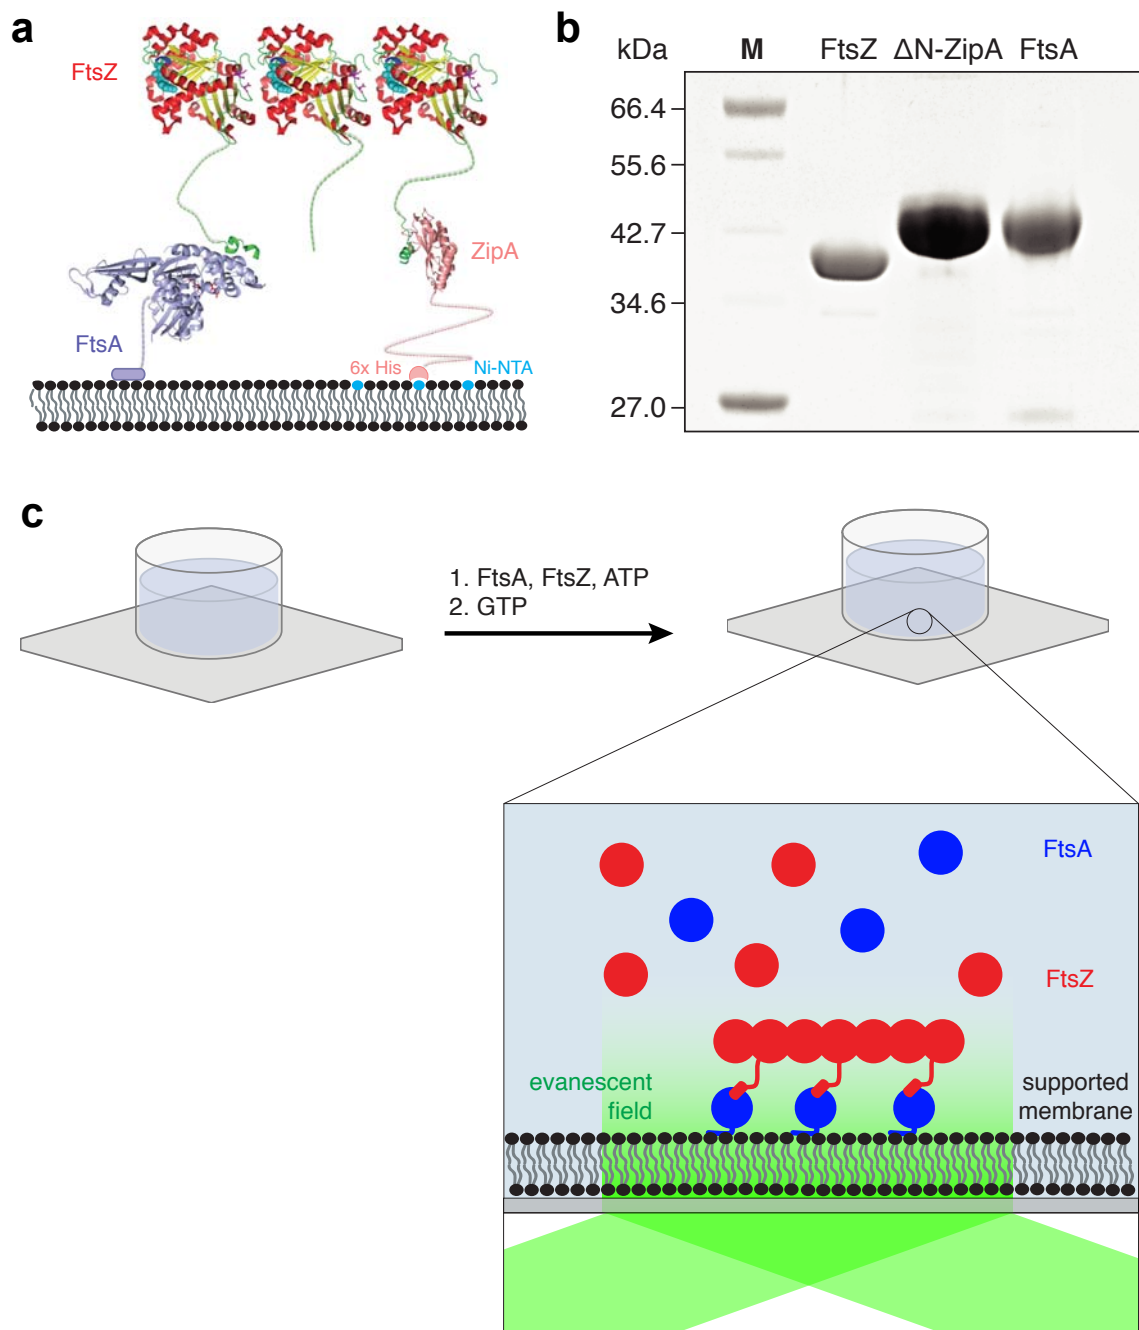 a
FtsZ
ZipA
FtsA
6x His
Ni-NTA
b
kDa M FtsZ ΔN-ZipA FtsA
66.4
55.6
42.7
34.6
27.0
c
1. FtsA, FtsZ, ATP
2. GTP
FtsA
FtsZ
evanescent
field
supported
membrane